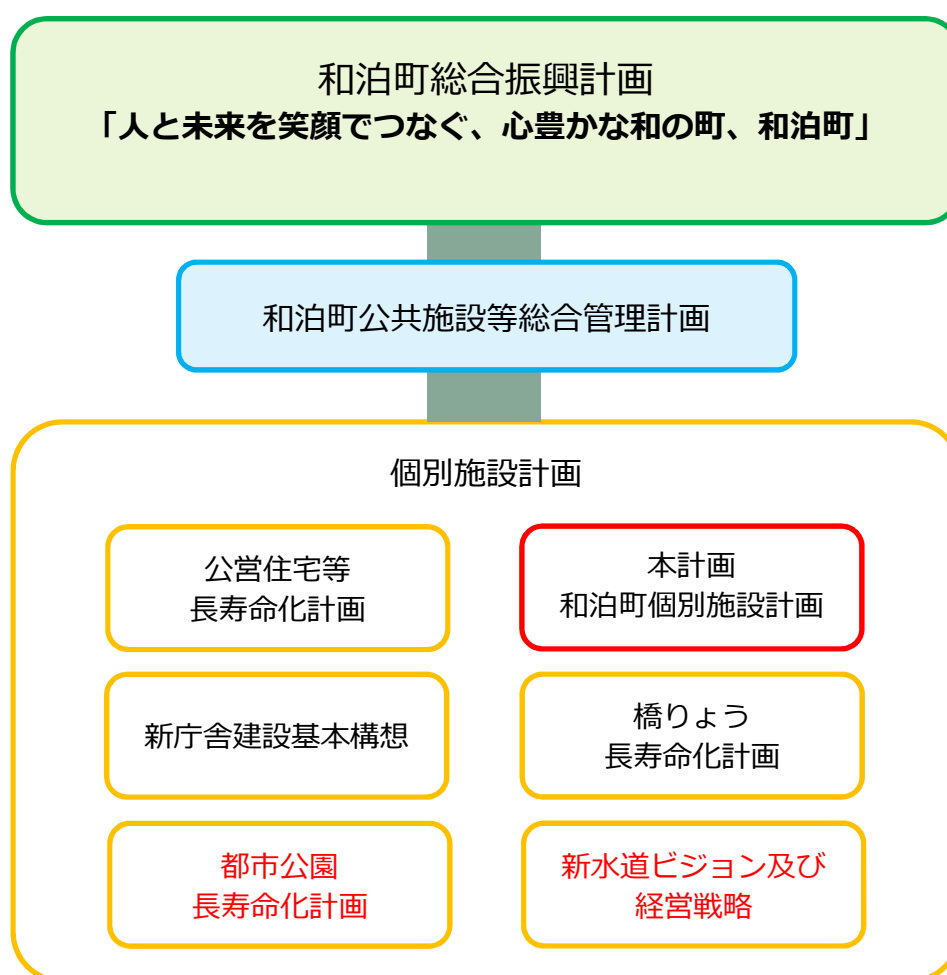 和泊町総合振興計画
「人と未来を笑顔でつなぐ、心豊かな和の町、和泊町」
和泊町公共施設等総合管理計画
個別施設計画
公営住宅等
長寿命化計画
本計画
和泊町個別施設計画
新庁舎建設基本構想
橋りょう
長寿命化計画
都市公園
長寿命化計画
新水道ビジョン及び
経営戦略